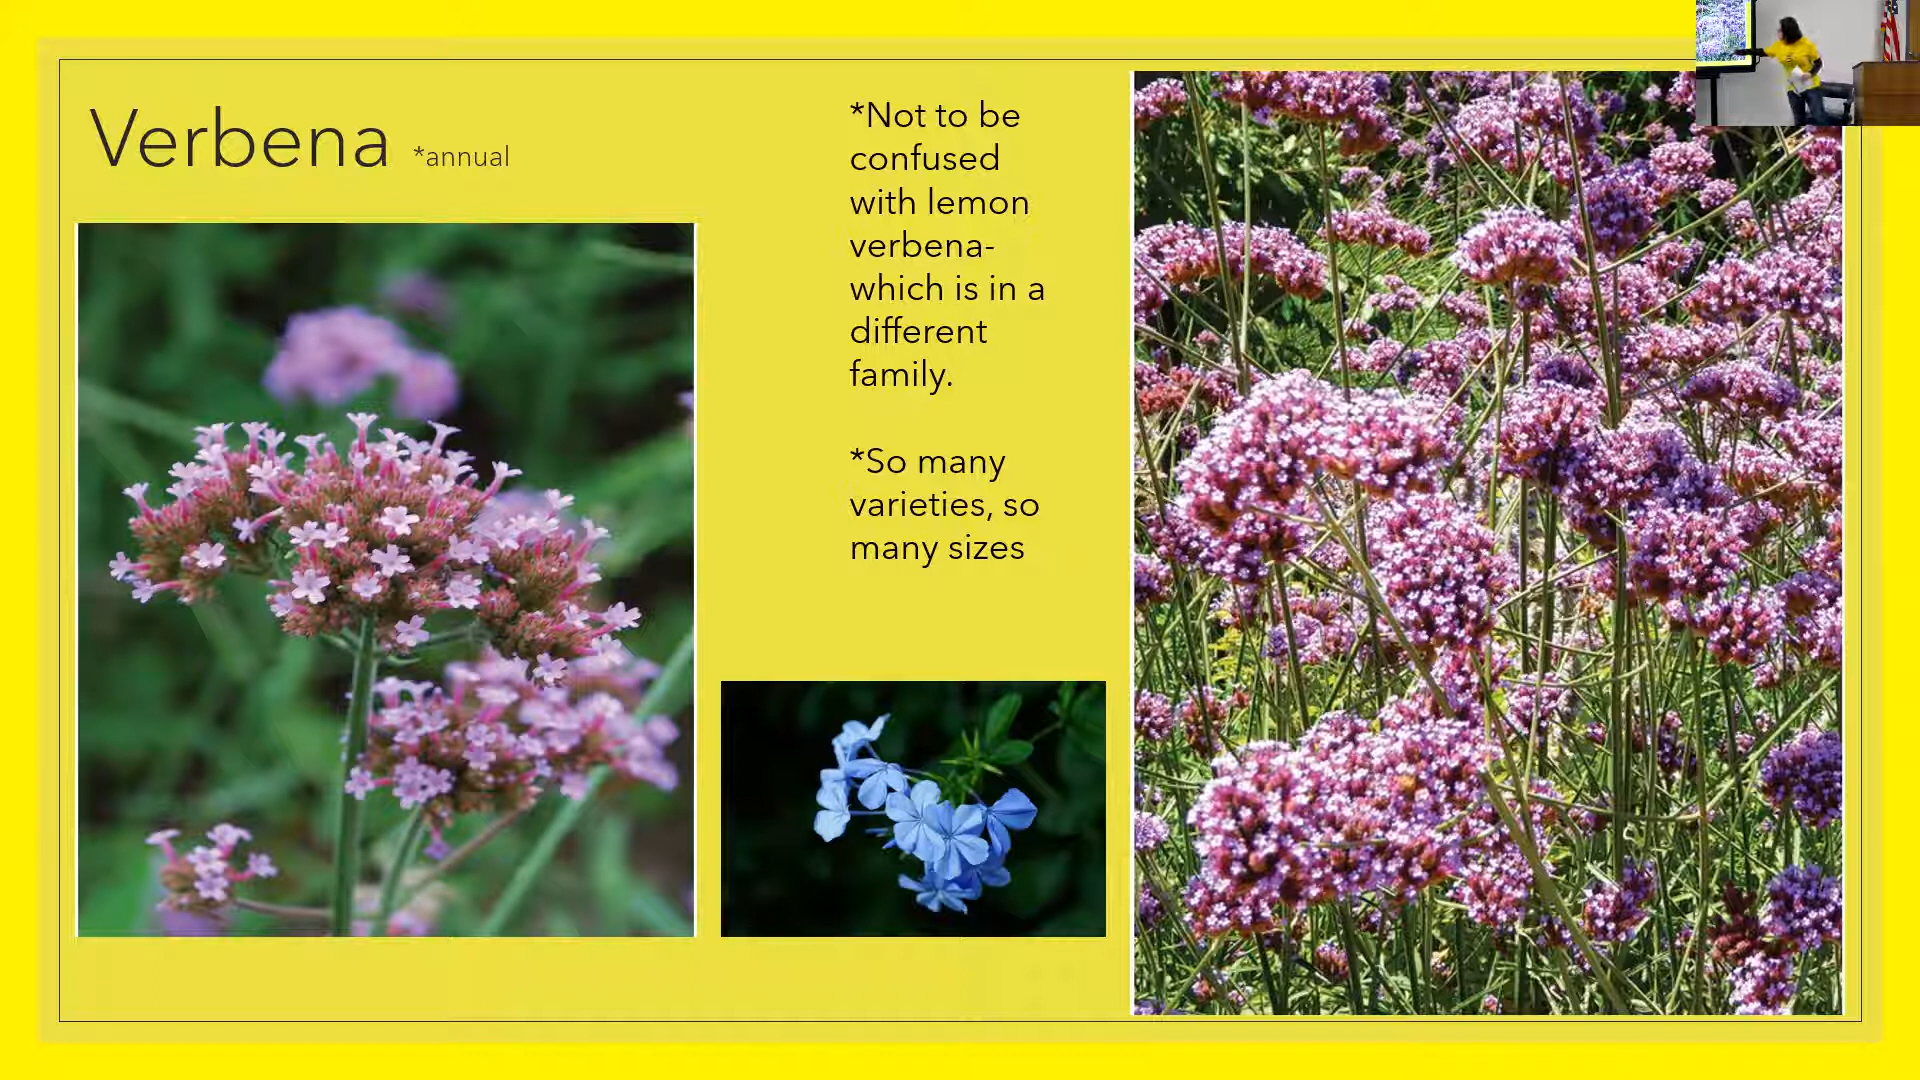 Verbena *annual
*Not to be
confused
with lemon
verbena-
which is in a
different
family.
*So many
varieties, so
many sizes